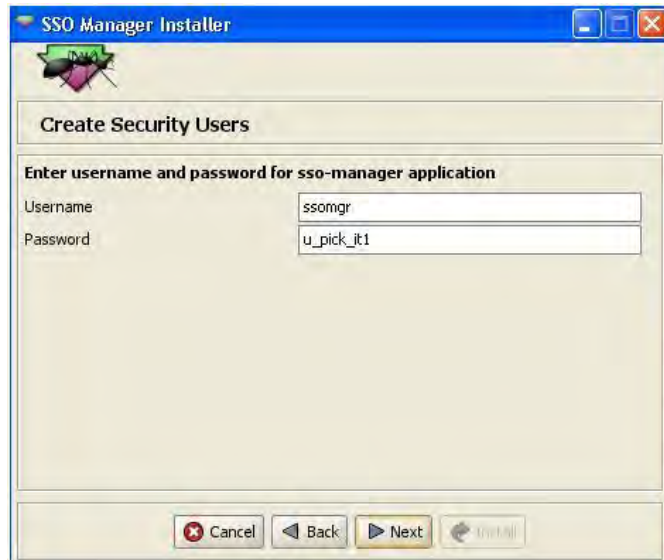 SSO Manager Installer
Create Security Users
Enter username and password for sso-manager application
Username ssomgr
Password u_pick_it1
Cancel Back Next Install